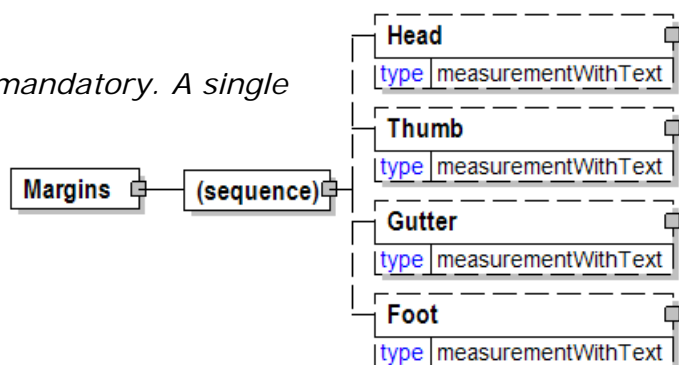 Head
type measurementWithText
mandatory. A single
Thumb
type measurementWithText
Margins
(sequence)
Gutter
type measurementWithText
Foot
type measurementWithText